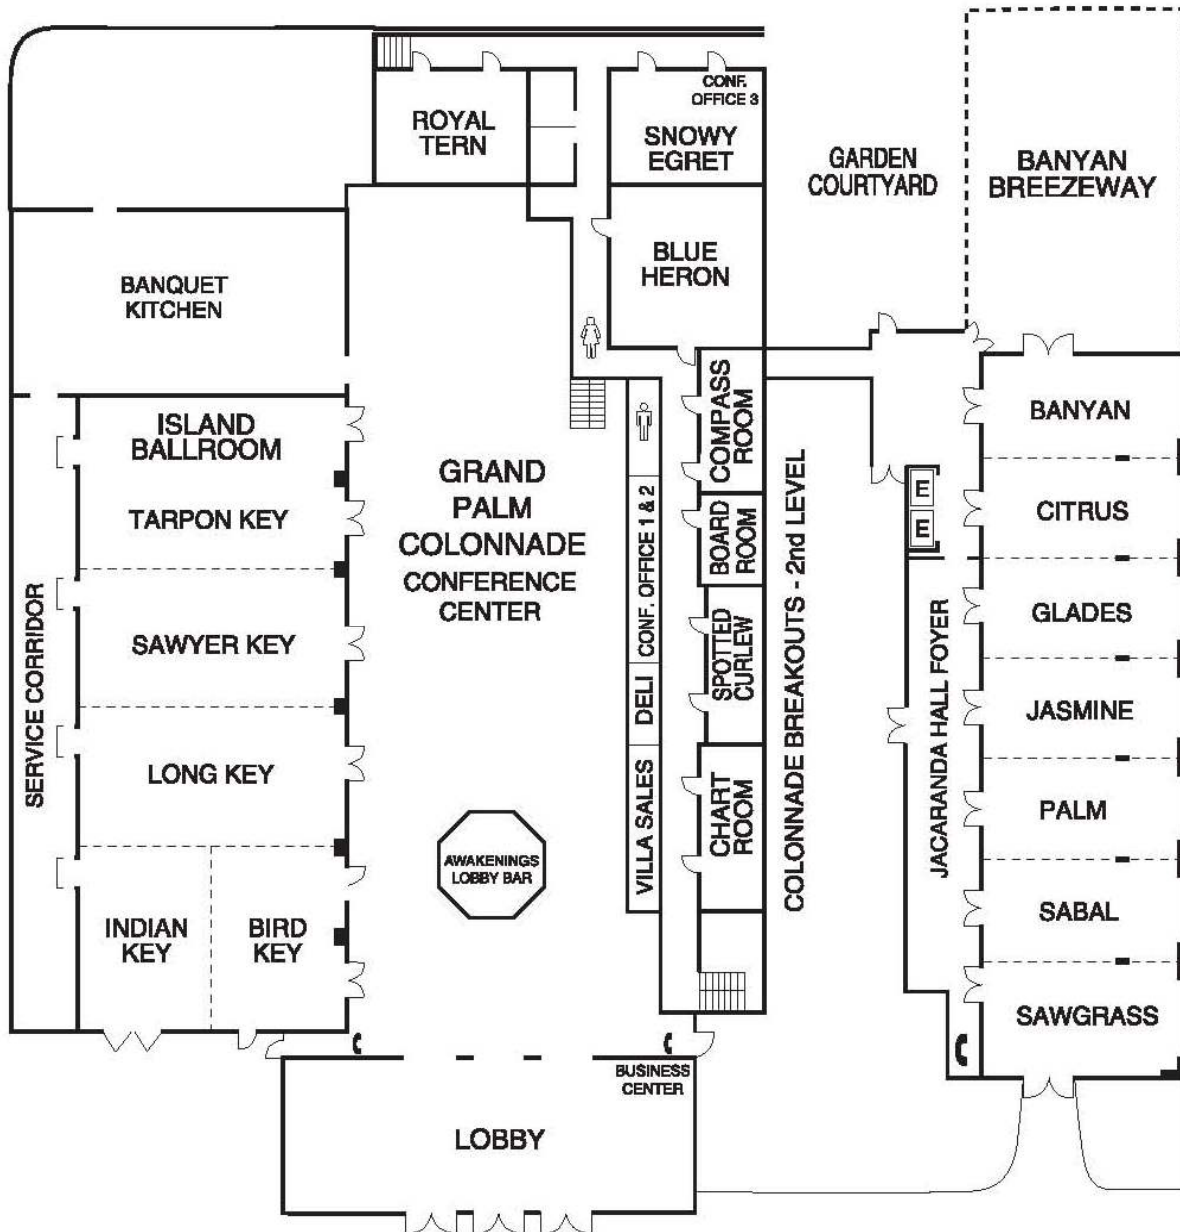 ROYAL
TERN
CONF.
OFFICE 3
SNOWY
EGRET
GARDEN
COURTYARD
BANYAN
BREEZEWAY
BLUE
HERON
BANQUET
KITCHEN
ISLAND
BALLROOM
TARPON KEY
SAWYER KEY
LONG KEY
INDIAN
KEY
BIRD
KEY
SERVICE CORRIDOR
GRAND
PALM
COLONNADE
CONFERENCE
CENTER
AWAKENINGS
LOBBY BAR
CONF. OFFICE 1 & 2
DELI
VILLA SALES
COMPASS
ROOM
BOARD
ROOM
SPOTTED
CURLEW
CHART
ROOM
COLONNADE BREAKOUTS - 2nd LEVEL
E
E
JACARANDA HALL FOYER
BANYAN
CITRUS
GLADES
JASMINE
PALM
SABAL
SAWGRASS
BUSINESS
CENTER
LOBBY